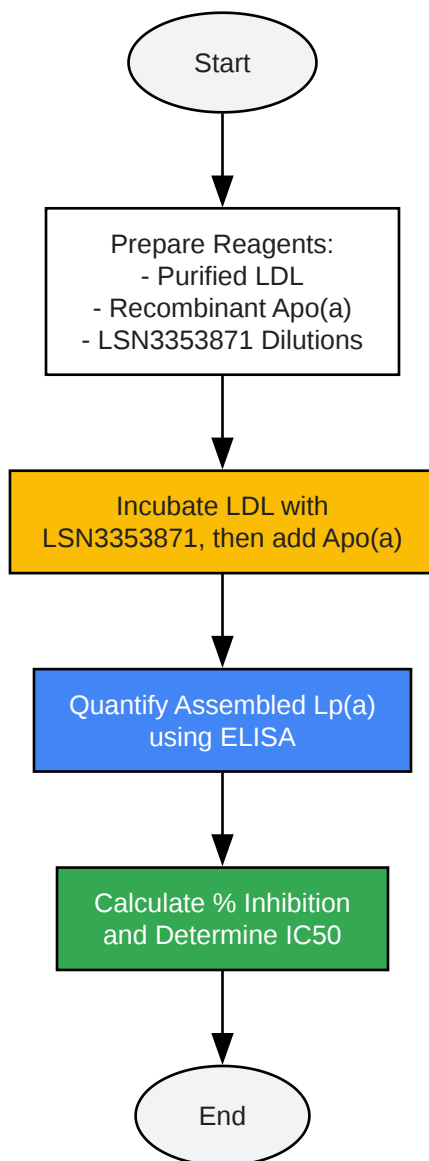 Start
Prepare Reagents:
- Purified LDL
- Recombinant Apo(a)
- LSN3353871 Dilutions
Incubate LDL with
LSN3353871, then add Apo(a)
Quantify Assembled Lp(a)
using ELISA
Calculate % Inhibition
and Determine IC50
End